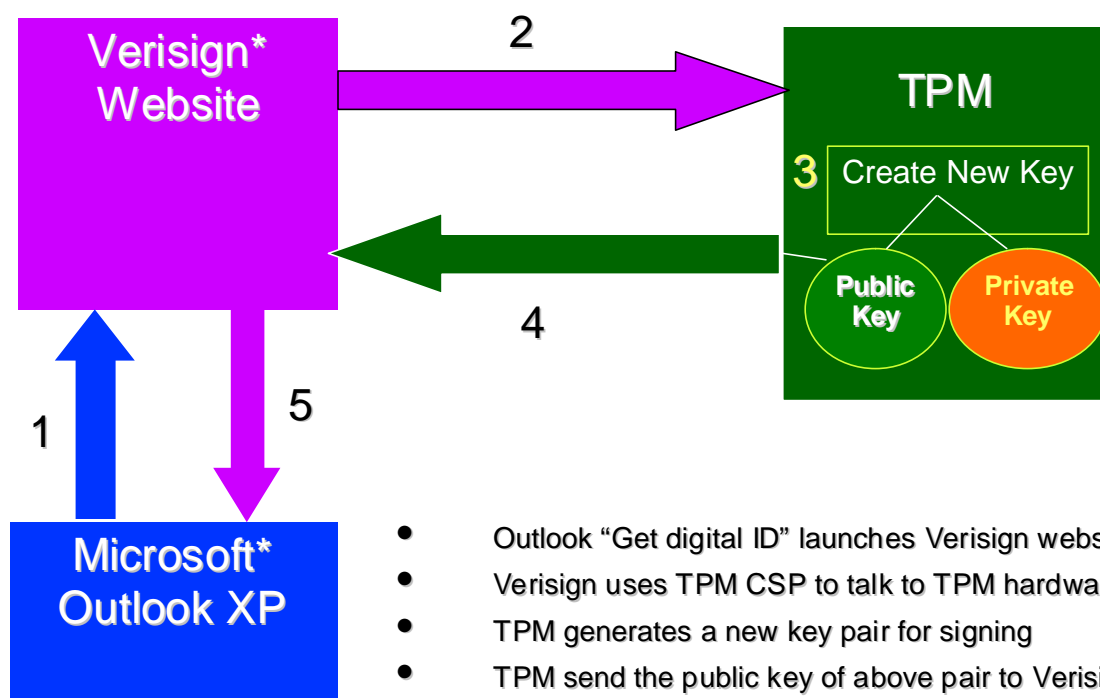 Verisign*
Website
2
TPM
3
Create New Key
Public
Key
Private
Key
4
1
5
Microsoft*
Outlook XP
• Outlook “Get digital ID” launches Verisign
• Verisign uses TPM CSP to talk to TPM
• TPM generates a new key pair for signing
• TPM send the public key of above pair to